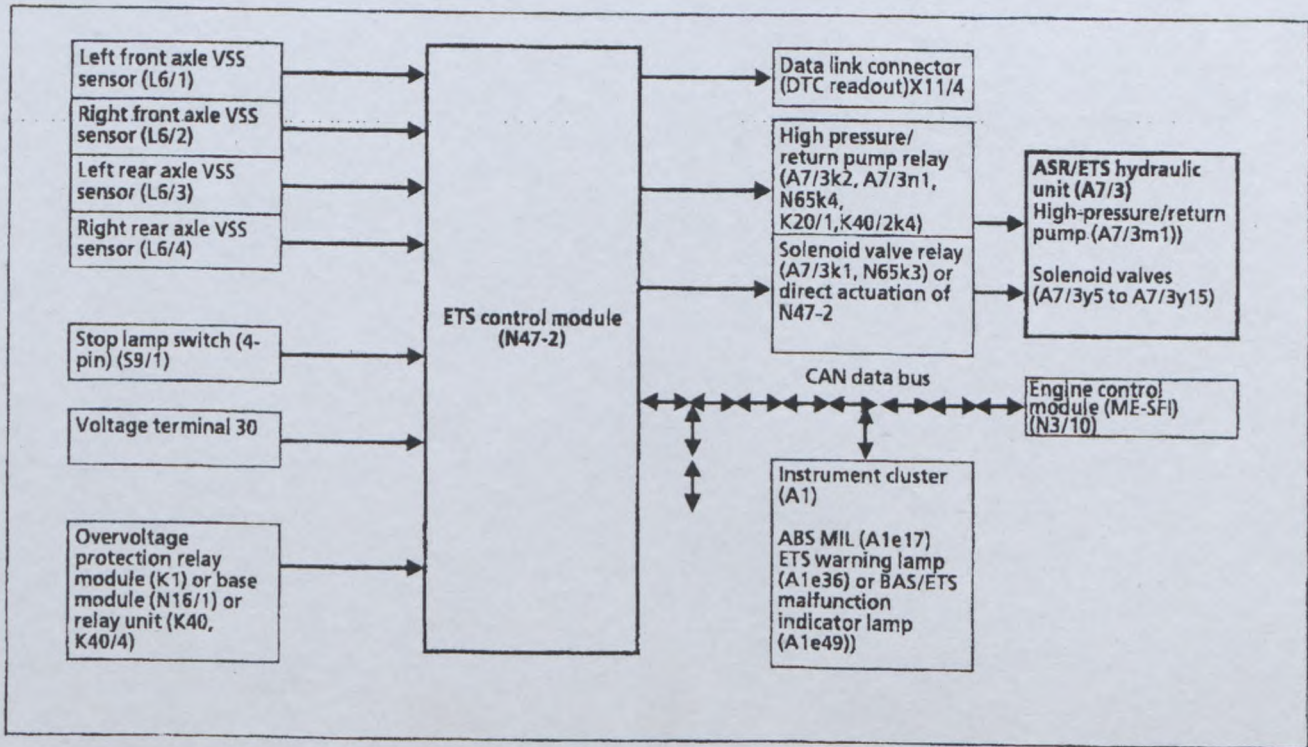 Left front axle VSS
sensor (L6/1)
Right front axle VSS
sensor (L6/2)
Left rear axle VSS
sensor (L6/3)
Right rear axle VSS
sensor (L6/4)
Stop lamp switch (4-
pin) (S9/1)
Voltage terminal 30
Overvoltage
protection relay
module (K1) or base
module (N16/1) or
relay unit (K40,
K40/4)
ETS control module
(N47-2)
Data link connector
(DTC readout)X11/4
High pressure/
return pump relay
(A7/3k2, A7/3n1,
N65k4,
K20/1,K40/2k4)
Solenoid valve relay
(A7/3k1, N65k3) or
direct actuation of
N47-2
ASR/ETS hydraulic
unit (A7/3)
High-pressure/return
pump (A7/3m1))
Solenoid valves
(A7/3y5 to A7/3y15)
CAN data bus
Engine control
module (ME-SFI)
(N3/10)
Instrument cluster
(A1)
ABS MIL (A1e17)
ETS warning lamp
(A1e36) or BAS/ETS
malfunction
indicator lamp
(A1e49))